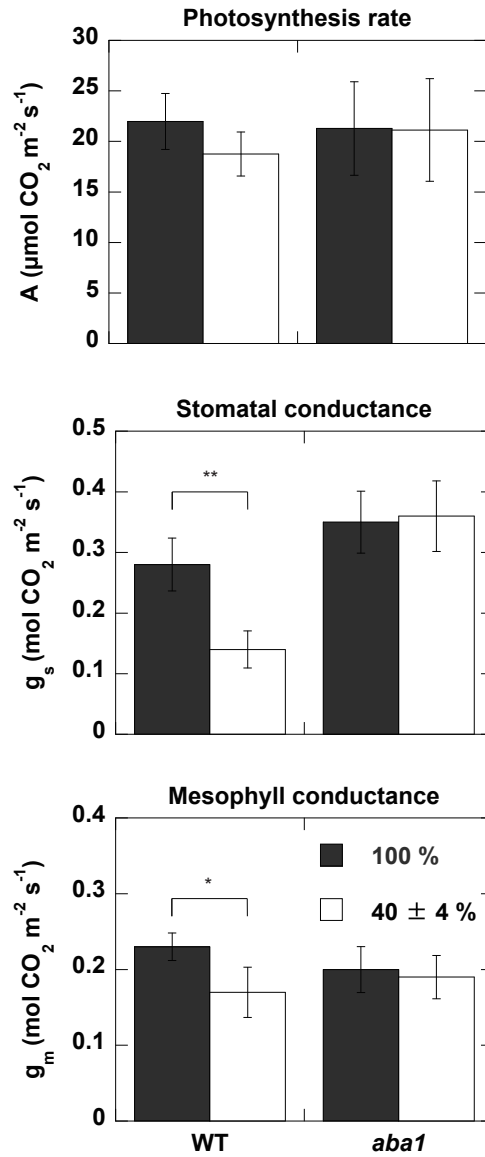 Photosynthesis rate
A (µmol CO₂ m⁻² s⁻¹)
30
25
20
15
10
5
0
Stomatal conductance
gₛ (mol CO₂ m⁻² s⁻¹)
0.5
0.4
0.3
0.2
0.1
0
**
Mesophyll conductance
gₘ (mol CO₂ m⁻² s⁻¹)
0.4
0.3
0.2
0.1
0
*
100 %
40 ± 4 %
WT aba1